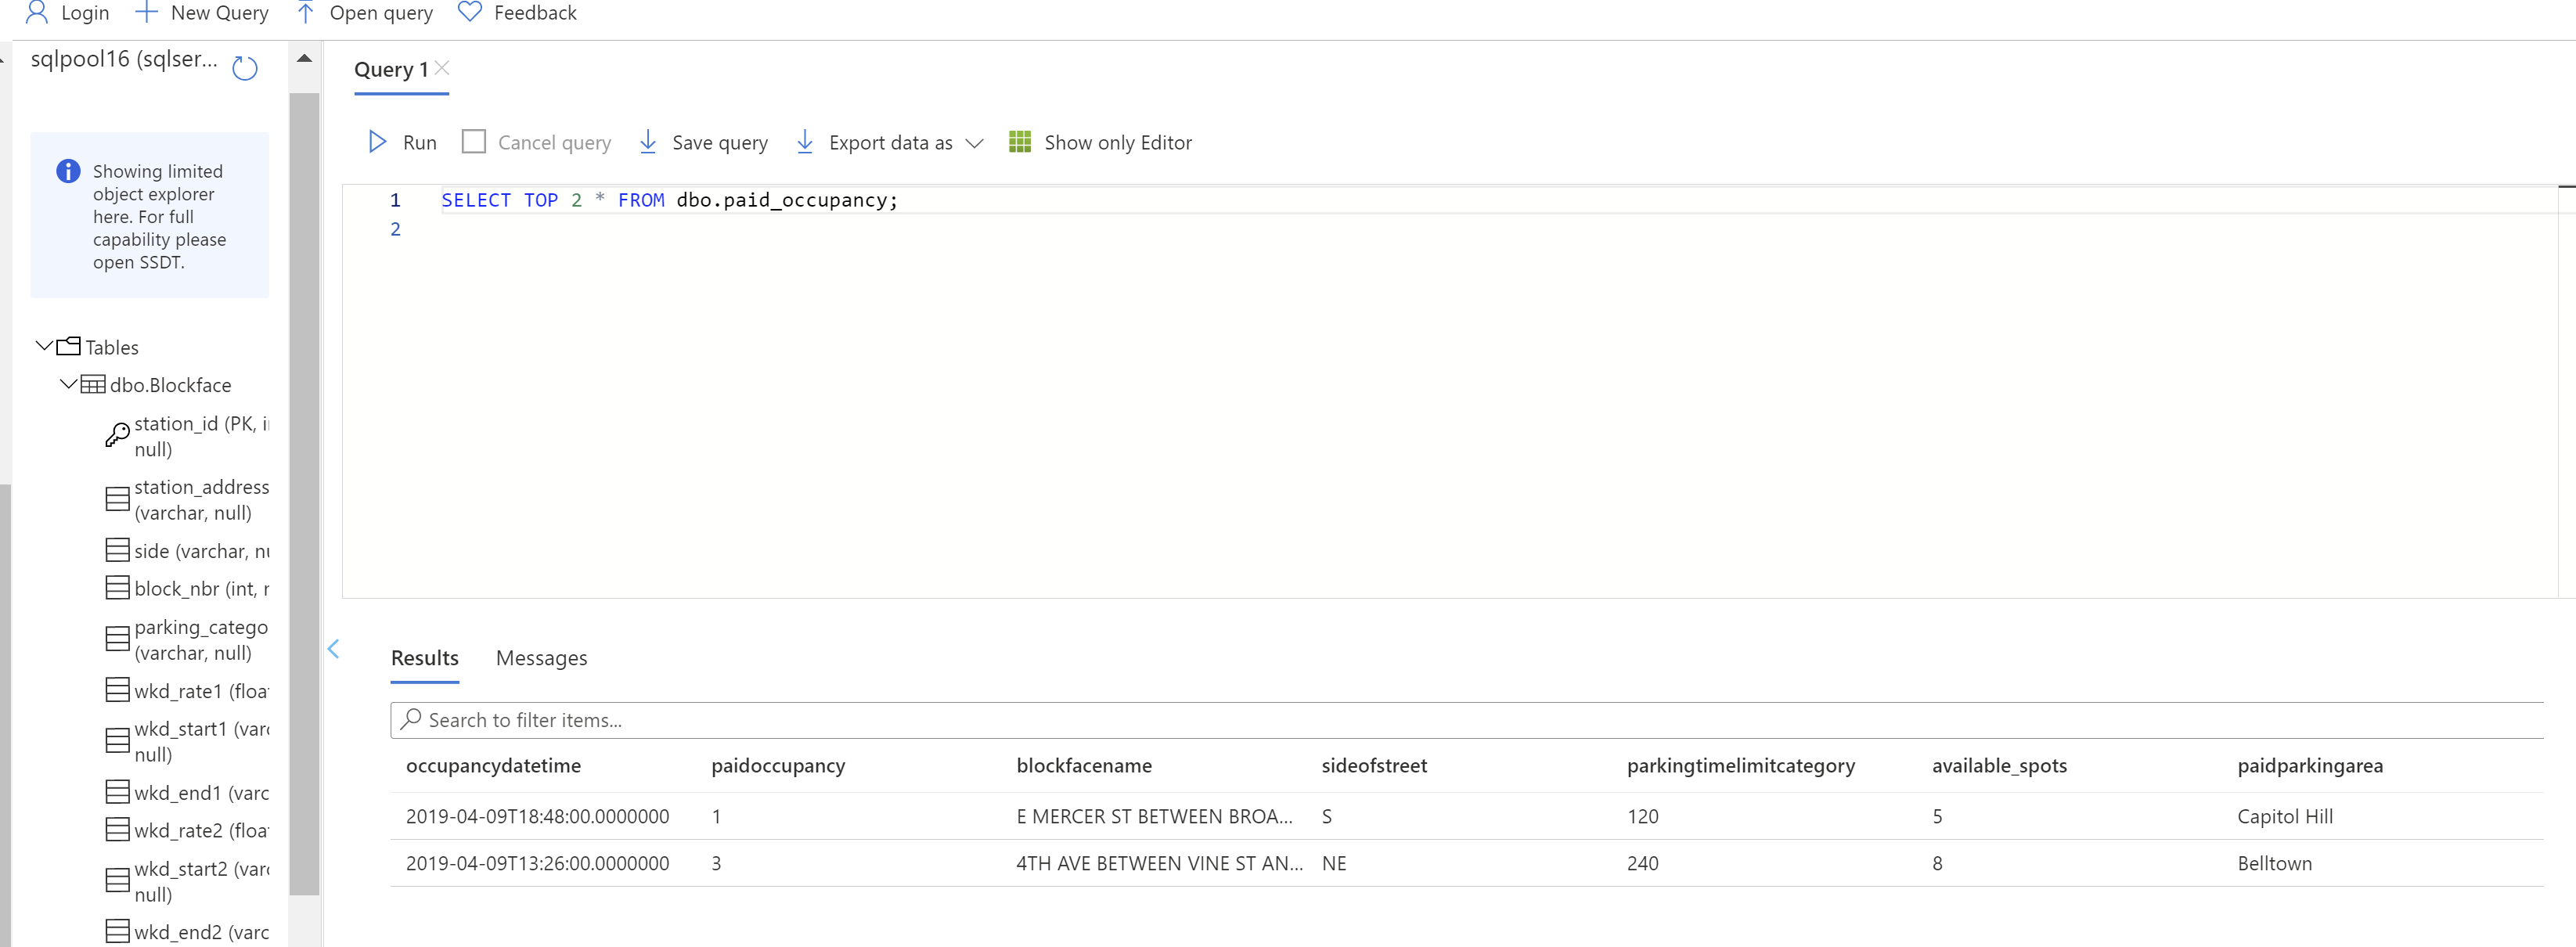 Login New Query Open query Feedback
sqlpool16 (sqlser...
Showing limited
object explorer
here. For full
capability please
open SSDT.
Tables
dbo.Blockface
station_id (PK, i
null)
station_address
(varchar, null)
side (varchar, nu
block_nbr (int, r
parking_catego
(varchar, null)
wkd_rate1 (float
wkd_start1 (varc
null)
wkd_end1 (varc
wkd_rate2 (float
wkd_start2 (varc
null)
wkd_end2 (varc
Query 1
Run Cancel query Save query Export data as Show only Editor
1 SELECT TOP 2 * FROM dbo.paid_occupancy;
2
Results Messages
Search to filter items...
occupancydatetime paidoccupancy blockfacename sideofstreet parkingtimelimitcategory available_spots paidparkingarea
2019-04-09T18:48:00.0000000 1 E MERCER ST BETWEEN BROA... S 120 5 Capitol Hill
2019-04-09T13:26:00.0000000 3 4TH AVE BETWEEN VINE ST AN... NE 240 8 Belltown